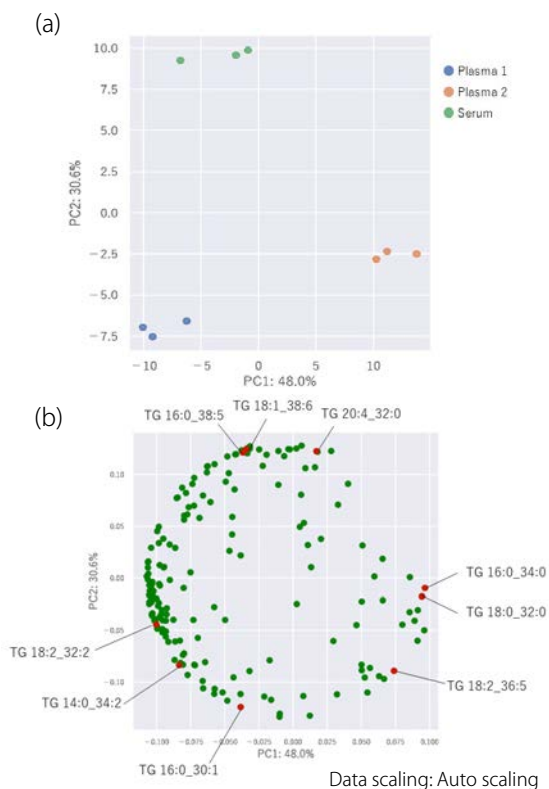 (a)
10.0
7.5
5.0
2.5
0.0
−2.5
−5.0
−7.5
PC2: 30.6%
−10
−5
0
5
10
PC1: 48.0%
Plasma 1
Plasma 2
Serum
(b)
TG 16:0_38:5
TG 18:1_38:6
TG 20:4_32:0
0.10
0.05
0.00
−0.05
−0.10
PC2: 30.6%
TG 16:0_34:0
TG 18:0_32:0
TG 18:2_32:2
TG 14:0_34:2
TG 18:2_36:5
TG 16:0_30:1
−0.100
−0.075
−0.050
−0.025
0.000
0.025
0.050
0.075
0.100
PC1: 48.0%
Data scaling: Auto scaling